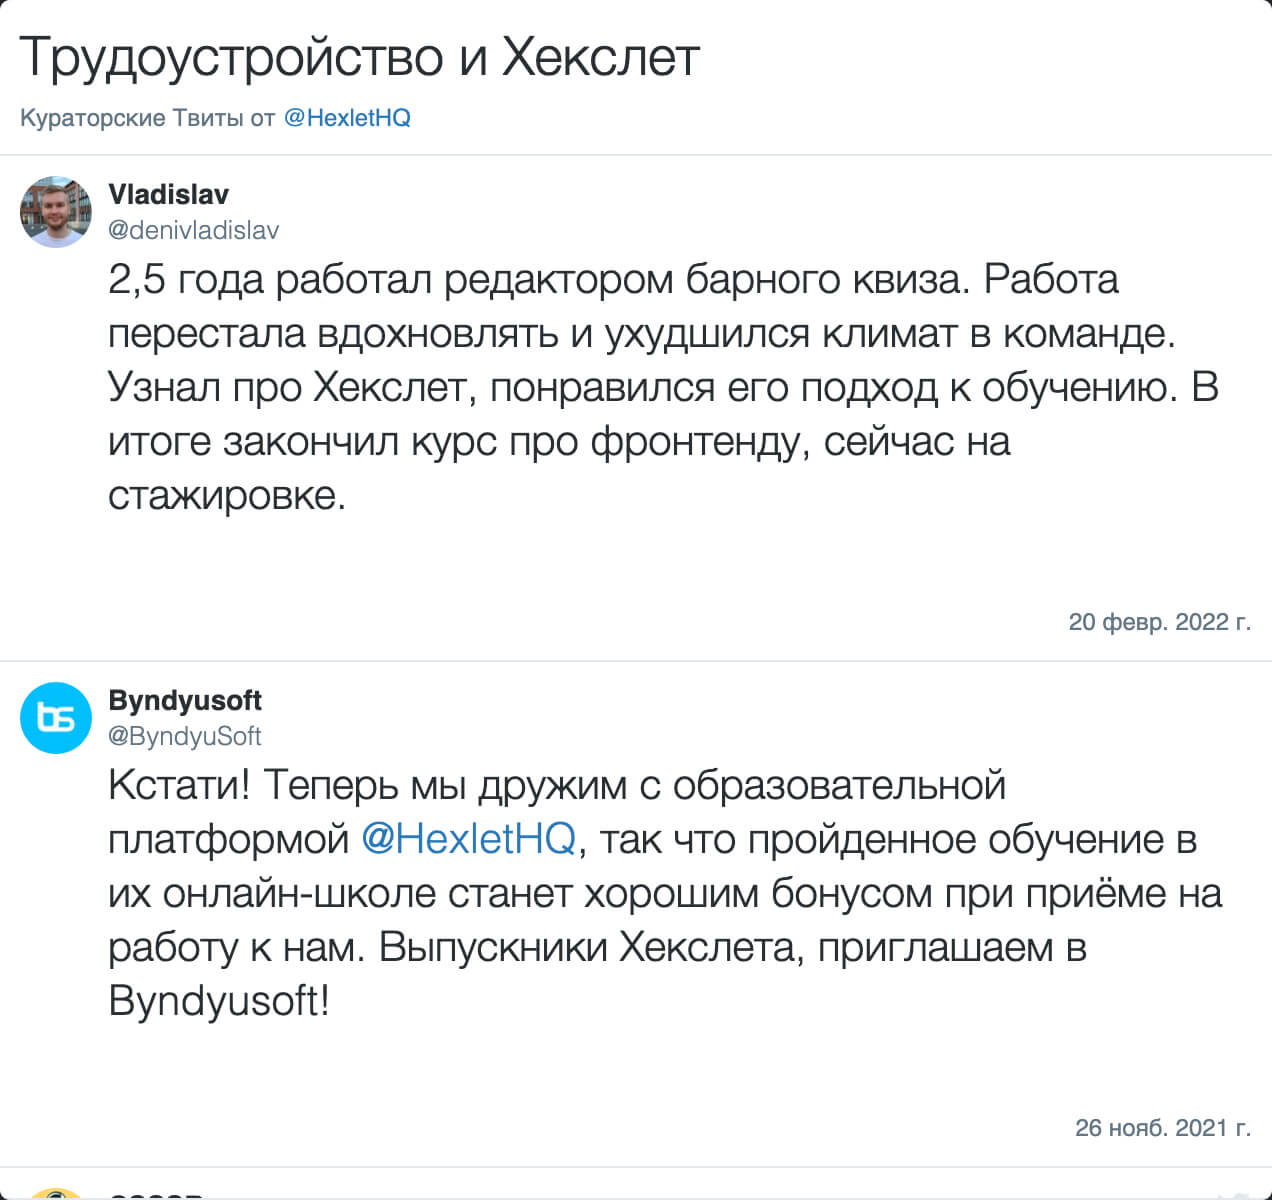 Трудоустройство и Хекслет
Кураторские Твиты от @HexletHQ
Vladislav
@denivladislav
2,5 года работал редактором барного квиза. Работа
перестала вдохновлять и ухудшился климат в команде.
Узнал про Хекслет, понравился его подход к обучению. В
итоге закончил курс про фронтенду, сейчас на
стажировке.
20 февр. 2022 г.
bs
Byndyusoft
@ByndyuSoft
Кстати! Теперь мы дружим с образовательной
платформой @HexletHQ, так что пройденное обучение в
их онлайн-школе станет хорошим бонусом при приёме на
работу к нам. Выпускники Хекслета, приглашаем в
Byndyusoft!
26 нояб. 2021 г.